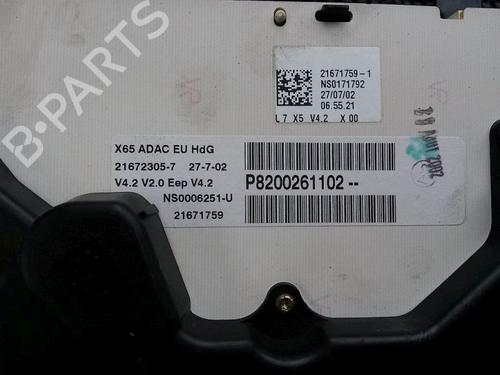 21671759-1
NS0171792
27/07/02
06.55.21
L7 X5 V4.2 X 00
X65 ADAC EU HdG
21672305-7 27-7-02
V4.2 V2.0 Eep V4.2
NS0006251-U
21671759
P8200261102--
B-PARTS